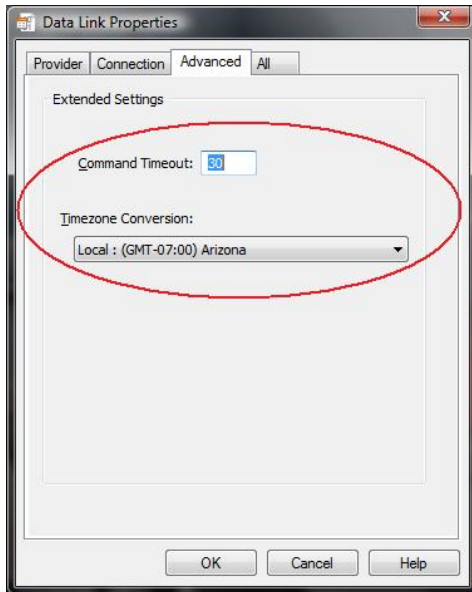 Data Link Properties
Provider Connection Advanced All
Extended Settings
Command Timeout: 30
Timezone Conversion:
Local : (GMT-07:00) Arizona
OK Cancel Help